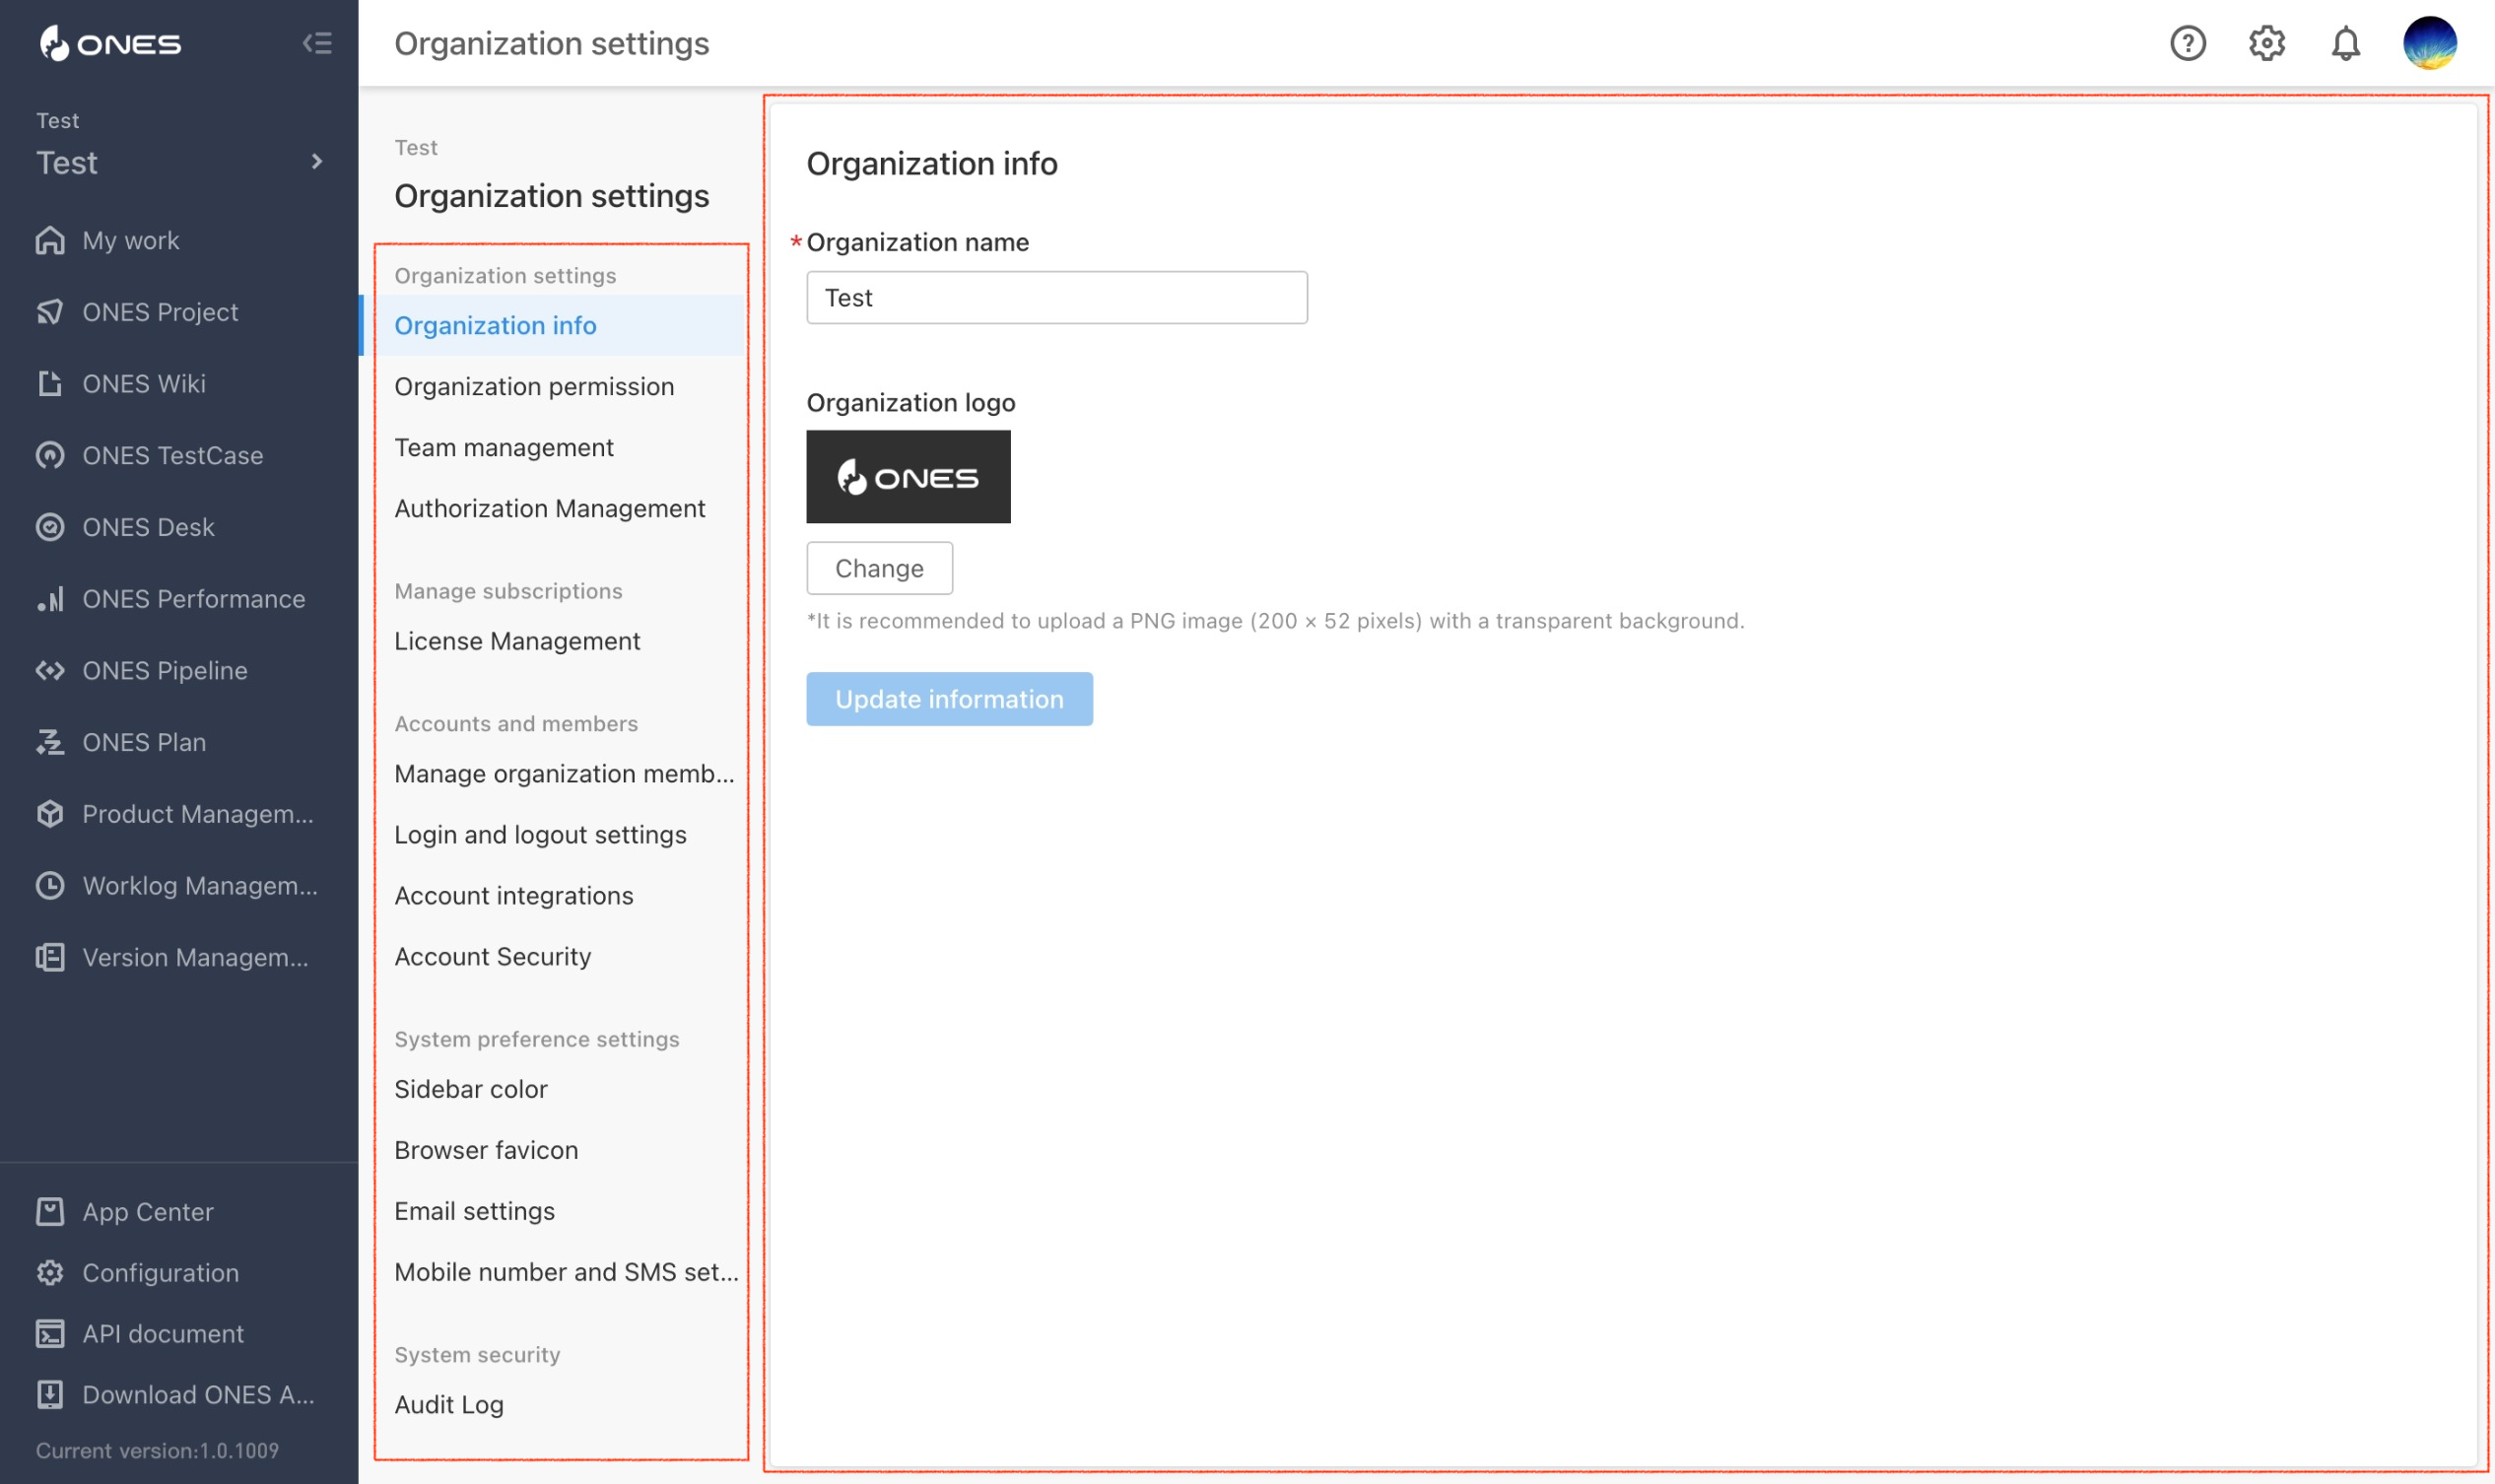 ONES
Test
Test
My work
ONES Project
ONES Wiki
ONES TestCase
ONES Desk
ONES Performance
ONES Pipeline
ONES Plan
Product Managem...
Worklog Managem...
Version Managem...
App Center
Configuration
API document
Download ONES A...
Current version:1.0.1009
Organization settings
Test
Organization settings
Organization settings
Organization info
Organization permission
Team management
Authorization Management
Manage subscriptions
License Management
Accounts and members
Manage organization memb...
Login and logout settings
Account integrations
Account Security
System preference settings
Sidebar color
Browser favicon
Email settings
Mobile number and SMS set...
System security
Audit Log
Organization info
*Organization name
Test
Organization logo
ONES
Change
*It is recommended to upload a PNG image (200 × 52 pixels) with a transparent background.
Update information